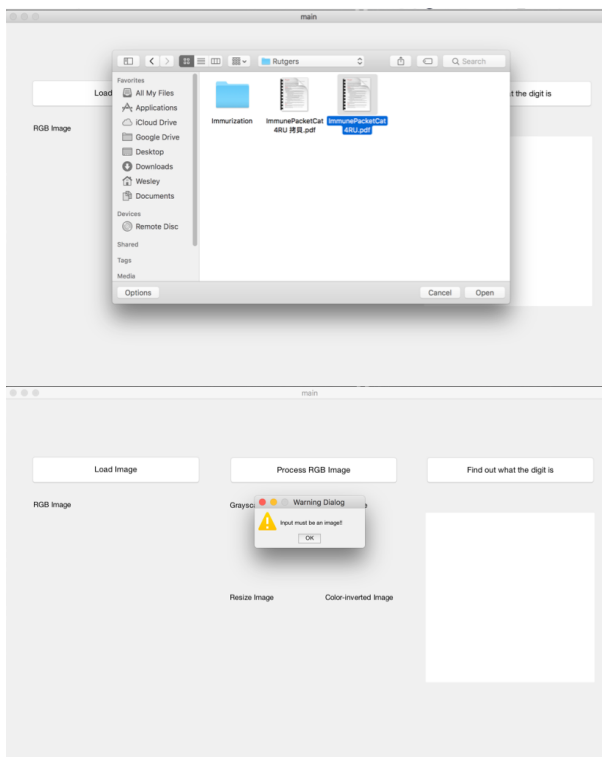 main
Rutgers
Search
Favorites
All My Files
Applications
iCloud Drive
Google Drive
Desktop
Downloads
Wesley
Documents
Devices
Remote Disc
Shared
Tags
Media
Immurization
ImmunePacketCat
4RU 拷貝.pdf
ImmunePacketCat
4RU.pdf
Load
t the digit is
RGB Image
Options
Cancel
Open
main
Load Image
Process RGB Image
Find out what the digit is
RGB Image
Graysc
e
Warning Dialog
Input must be an image!!
OK
Resize Image
Color-inverted Image